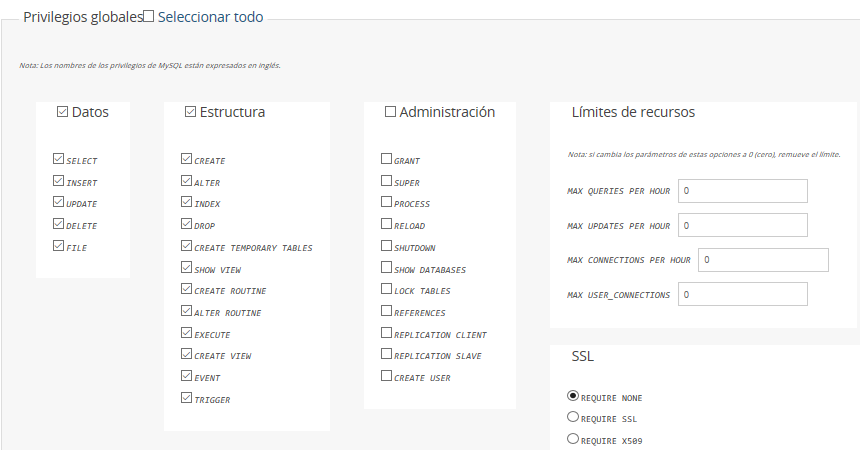 Privilegios globales Seleccionar todo
Nota: Los nombres de los privilegios de MySQL están expresados en inglés.
Datos
SELECT
INSERT
UPDATE
DELETE
FILE
Estructura
CREATE
ALTER
INDEX
DROP
CREATE TEMPORARY TABLES
SHOW VIEW
CREATE ROUTINE
ALTER ROUTINE
EXECUTE
CREATE VIEW
EVENT
TRIGGER
Administración
GRANT
SUPER
PROCESS
RELOAD
SHUTDOWN
SHOW DATABASES
LOCK TABLES
REFERENCES
REPLICATION CLIENT
REPLICATION SLAVE
CREATE USER
Límites de recursos
Nota: si cambia los parámetros de estas opciones a 0 (cero), remueve el límite.
MAX QUERIES PER HOUR 0
MAX UPDATES PER HOUR 0
MAX CONNECTIONS PER HOUR 0
MAX USER_CONNECTIONS 0
SSL
REQUIRE NONE
REQUIRE SSL
REQUIRE X509